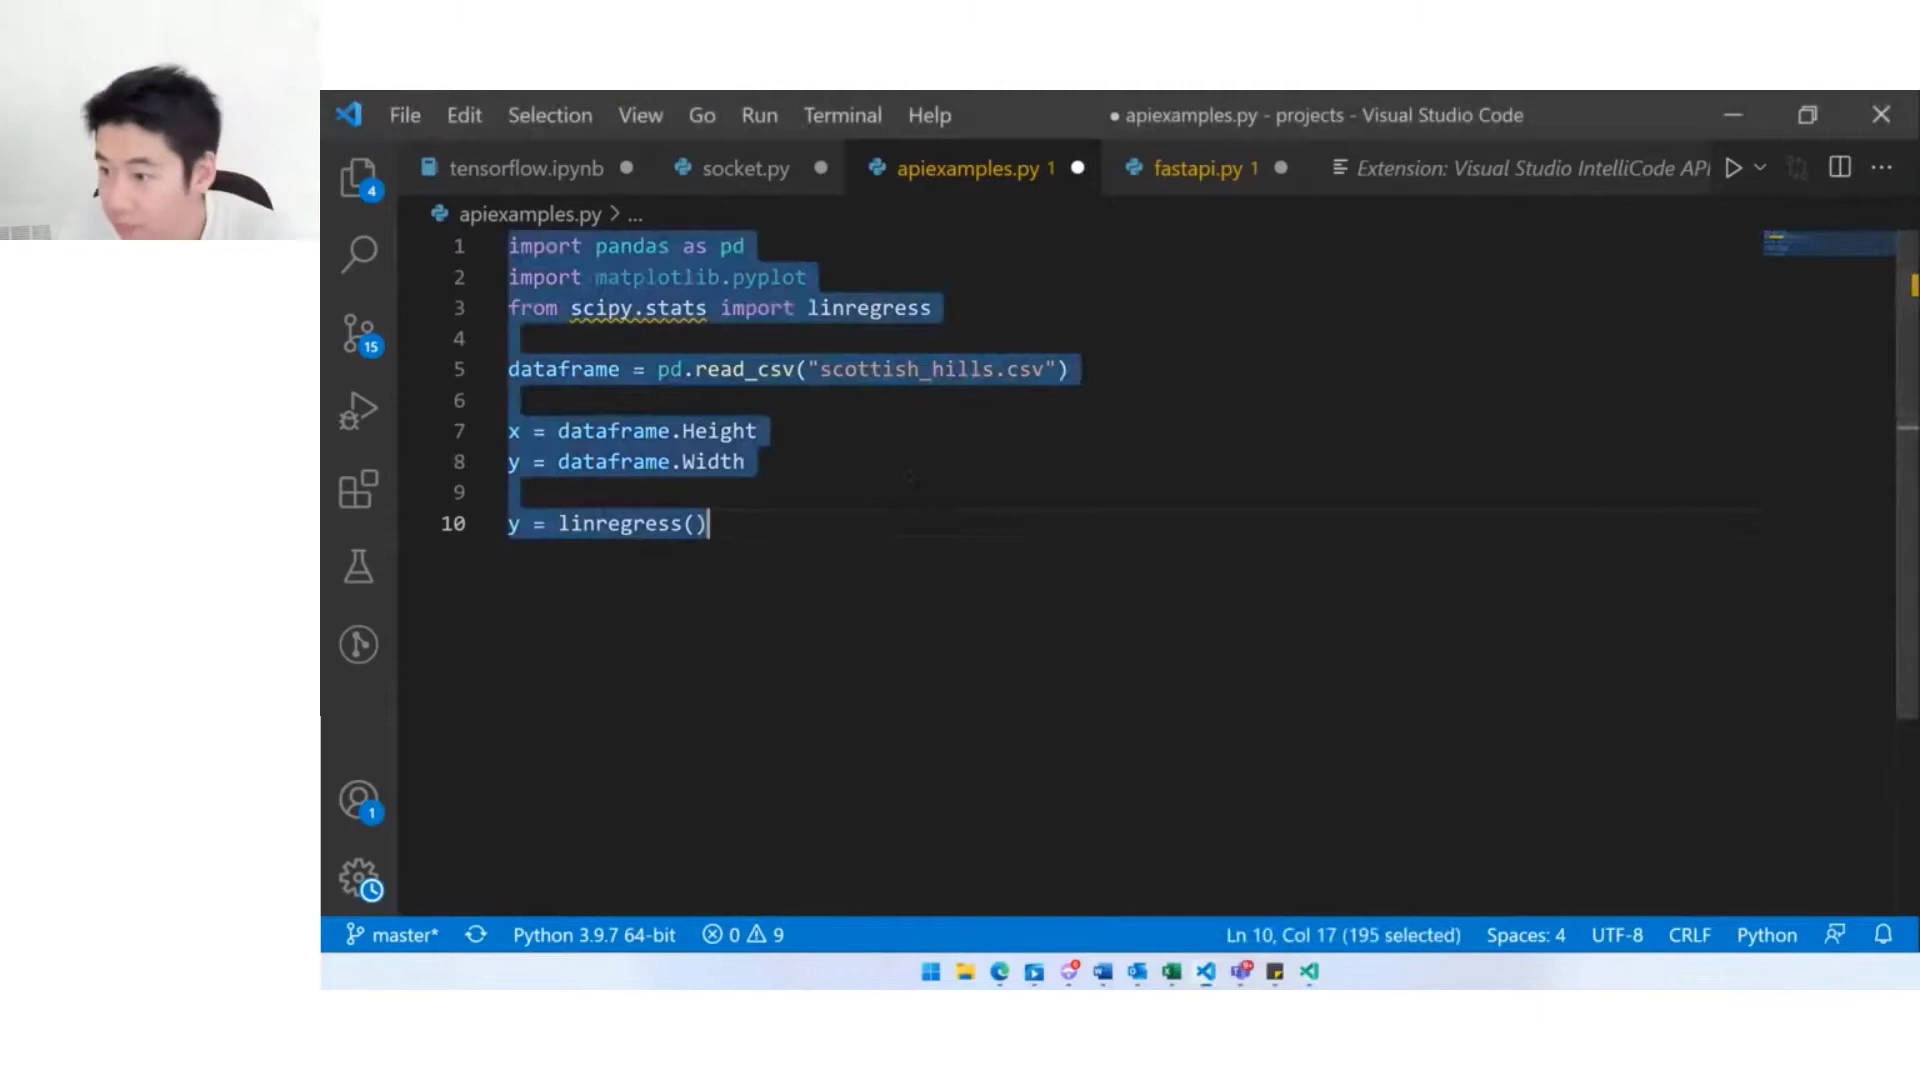 File Edit Selection View Go Run Terminal Help
● apiexamples.py - projects - Visual Studio Code
tensorflow.ipynb ● socket.py ● apiexamples.py 1 ● fastapi.py 1 ● Extension: Visual Studio IntelliCode API
apiexamples.py > ...
1 import pandas as pd
2 import matplotlib.pyplot
3 from scipy.stats import linregress
4
5 dataframe = pd.read_csv("scottish_hills.csv")
6
7 x = dataframe.Height
8 y = dataframe.Width
9
10 y = linregress()
4
15
1
master* Python 3.9.7 64-bit 0 9 Ln 10, Col 17 (195 selected) Spaces: 4 UTF-8 CRLF Python